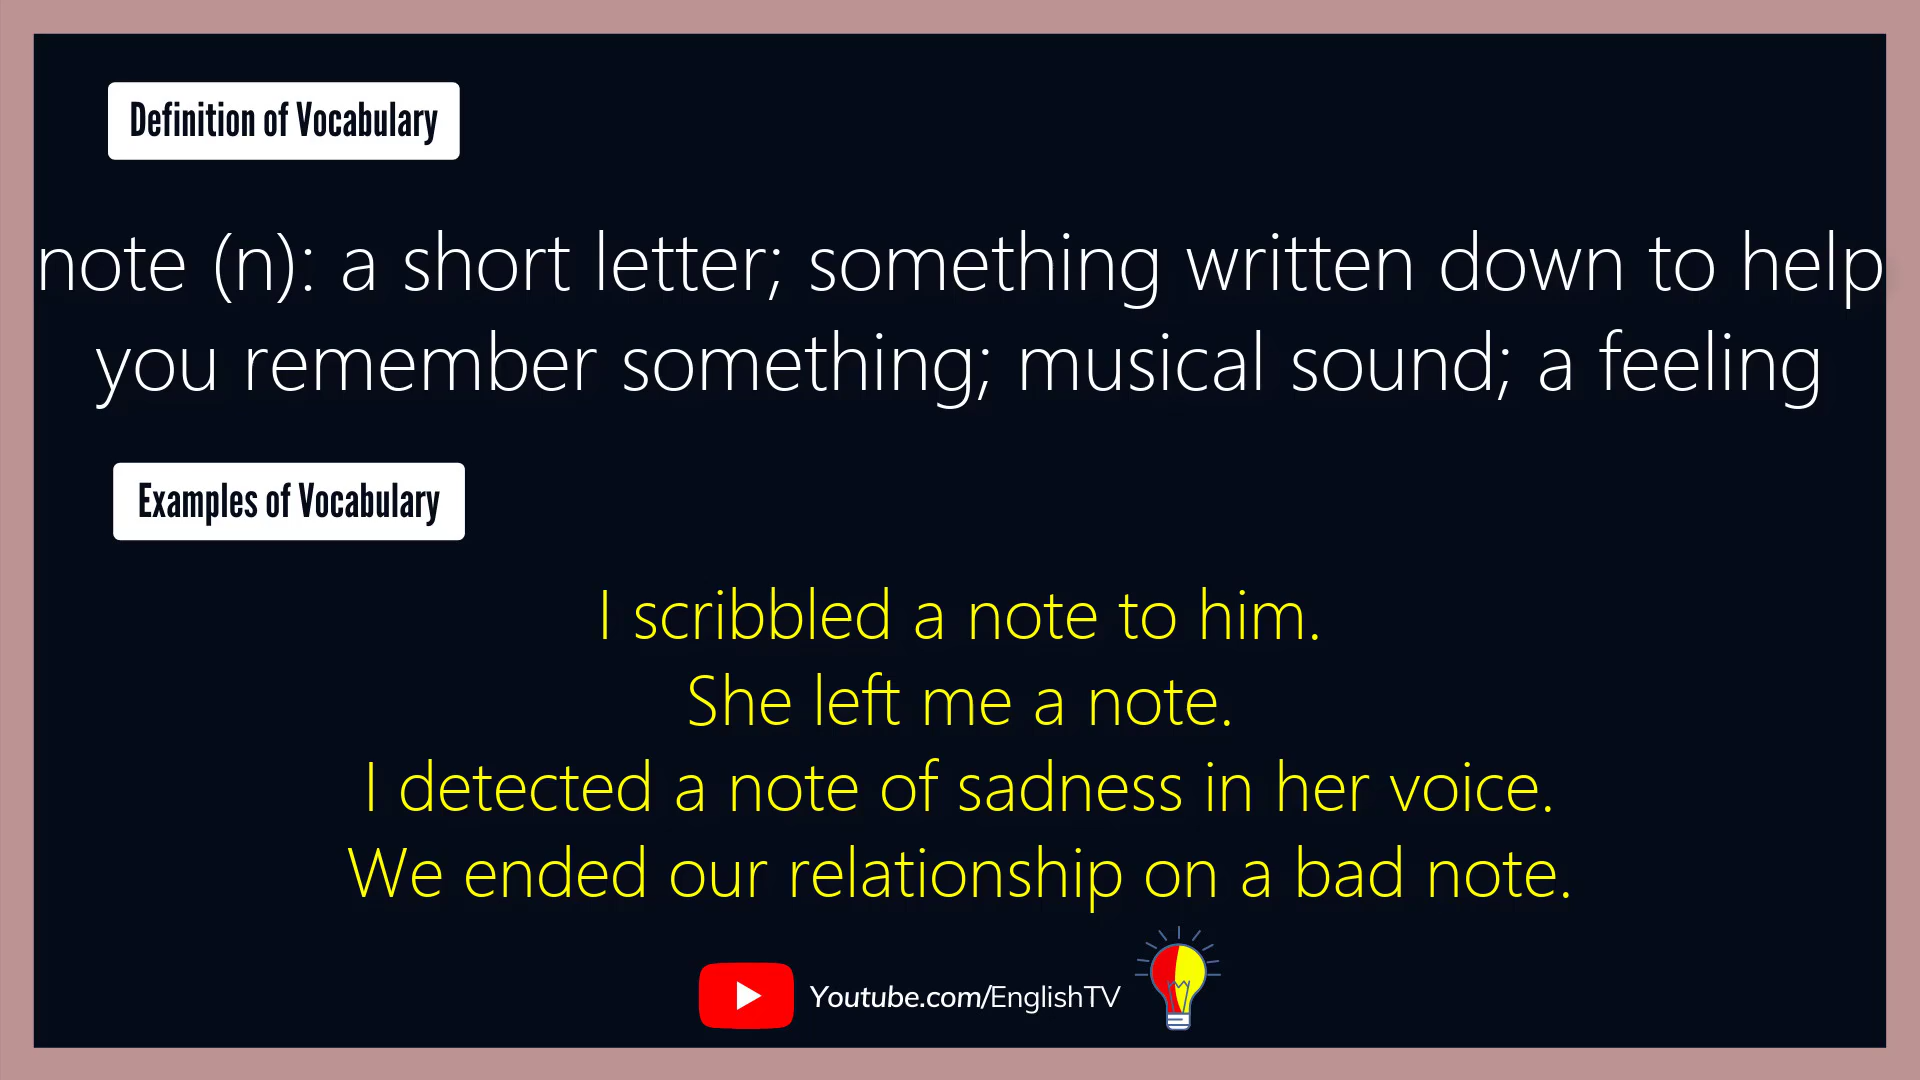 Definition of Vocabulary
note (n): a short letter; something written down to help
you remember something; musical sound; a feeling
Examples of Vocabulary
I scribbled a note to him.
She left me a note.
I detected a note of sadness in her voice.
We ended our relationship on a bad note.
Youtube.com/EnglishTV